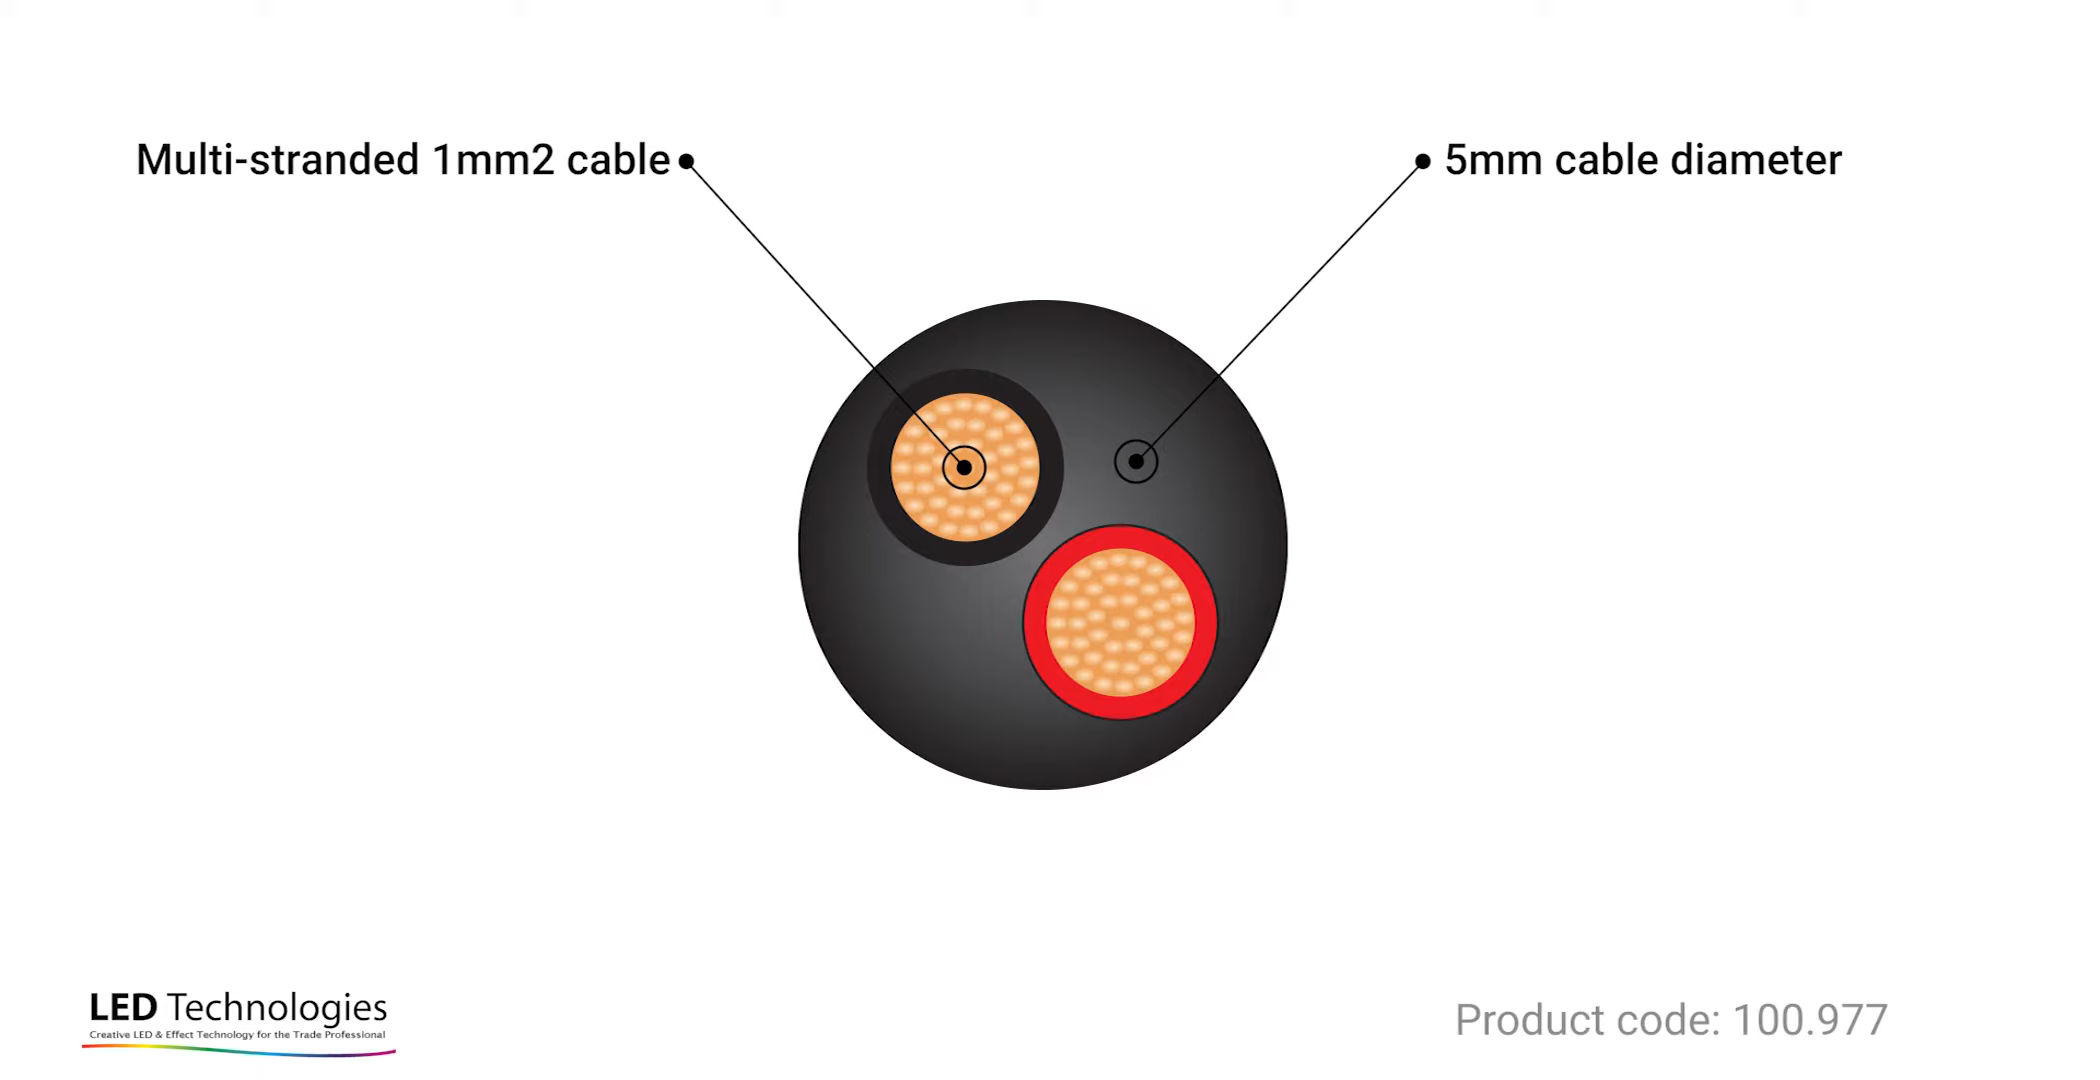 Multi-stranded 1mm2 cable
5mm cable diameter
LED Technologies
Creative LED & Effect Technology for the Trade Professional
Product code: 100.977